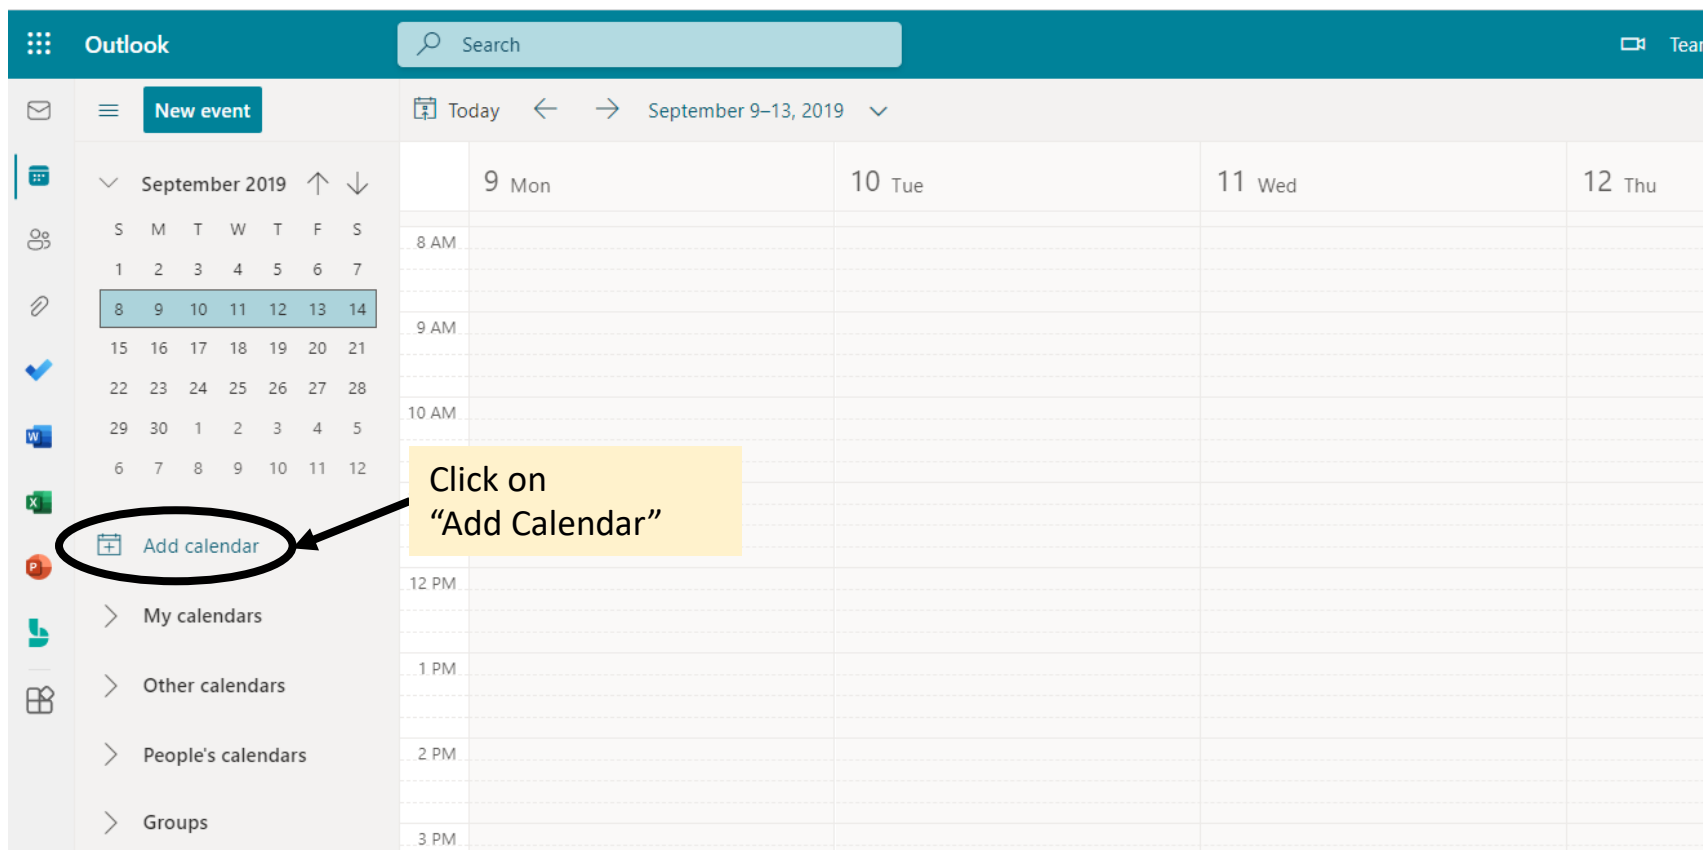 Outlook
Search
Tear
New event
Today
September 9–13, 2019
September 2019
S M T W T F S
1 2 3 4 5 6 7
8 9 10 11 12 13 14
15 16 17 18 19 20 21
22 23 24 25 26 27 28
29 30 1 2 3 4 5
6 7 8 9 10 11 12
Add calendar
My calendars
Other calendars
People's calendars
Groups
9 Mon
10 Tue
11 Wed
12 Thu
8 AM
9 AM
10 AM
Click on
“Add Calendar”
12 PM
1 PM
2 PM
3 PM
W
X
P
b